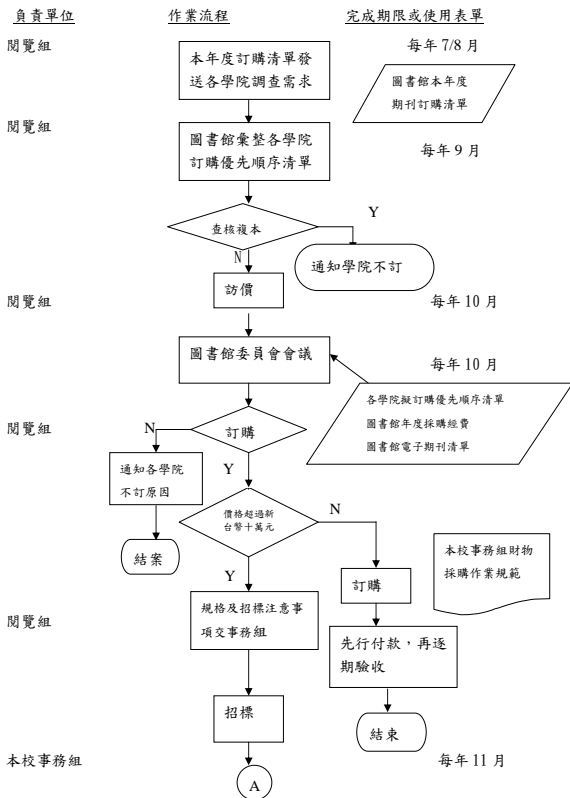 負責單位 作業流程 完成期限或使用表單
閱覽組 每年 7/8 月
本年度訂購清單發
送各學院調查需求
圖書館本年度
期刊訂購清單
閱覽組
圖書館彙整各學院
訂購優先順序清單
每年 9 月
查核複本
Y
N
通知學院不訂
訪價
閱覽組 每年 10 月
圖書館委員會會議
每年 10 月
各學院擬訂購優先順序清單
圖書館年度採購經費
圖書館電子期刊清單
閱覽組
N
訂購
Y
通知各學院
不訂原因
價格超過新
台幣十萬元
N
結案
Y
訂購
本校事務組財物
採購作業規範
閱覽組
規格及招標注意事
項交事務組
先行付款，再逐
期驗收
招標
結束
本校事務組 每年 11 月
A